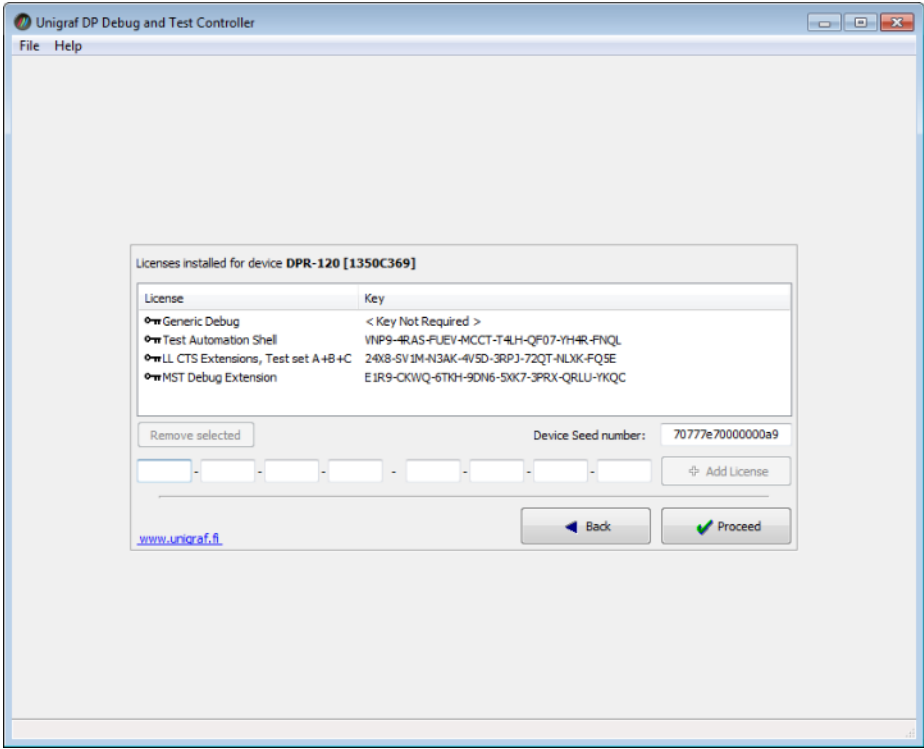 Unigraf DP Debug and Test Controller
File Help
Licenses installed for device DPR-120 [1350C369]
License Key
Generic Debug < Key Not Required >
Test Automation Shell VNP9-4RAS-FUEV-MCCT-T4LH-QF07-YH4R-FNQL
LL CTS Extensions, Test set A+B+C 24X8-SV1M-N3AK-4V5D-3RPJ-72QT-NLXK-FQ5E
MST Debug Extension E1R9-CKWQ-6TKH-9DN6-5XK7-3PRX-QRLU-YKQC
Remove selected Device Seed number: 70777e70000000a9
- - - - - - - Add License
www.unigraf.fi Back Proceed